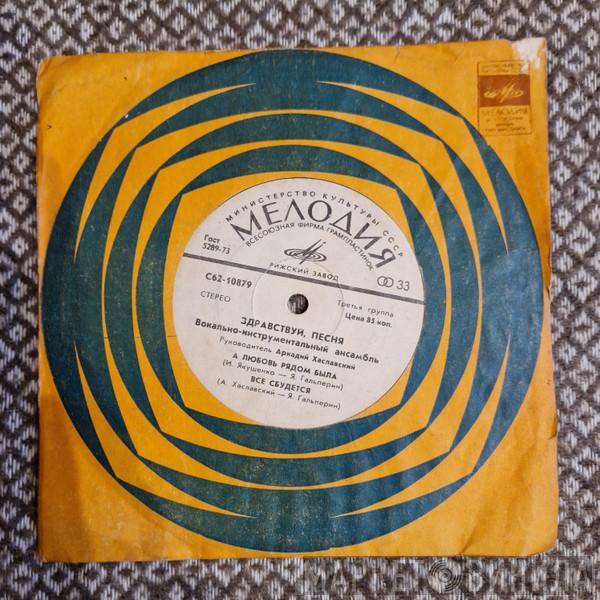 МИНИСТЕРСТВО КУЛЬТУРЫ СССР
МЕЛОДИЯ
ВСЕСОЮЗНАЯ ФИРМА ГРАМПЛАСТИНОК
Гост
5289-73
РИЖСКИЙ ЗАВОД
С62-10879
СТЕРЕО
33
Третья группа
Цена 85 коп.
ЗДРАВСТВУЙ, ПЕСНЯ
Вокально-инструментальный ансамбль
Руководитель Аркадий Хаславский
А ЛЮБОВЬ РЯДОМ БЫЛА
(И. Якушенко — Я. Гальперин)
ВСЕ СБУДЕТСЯ
(А. Хаславский — Я. Гальперин)
МЕЛОДИЯ